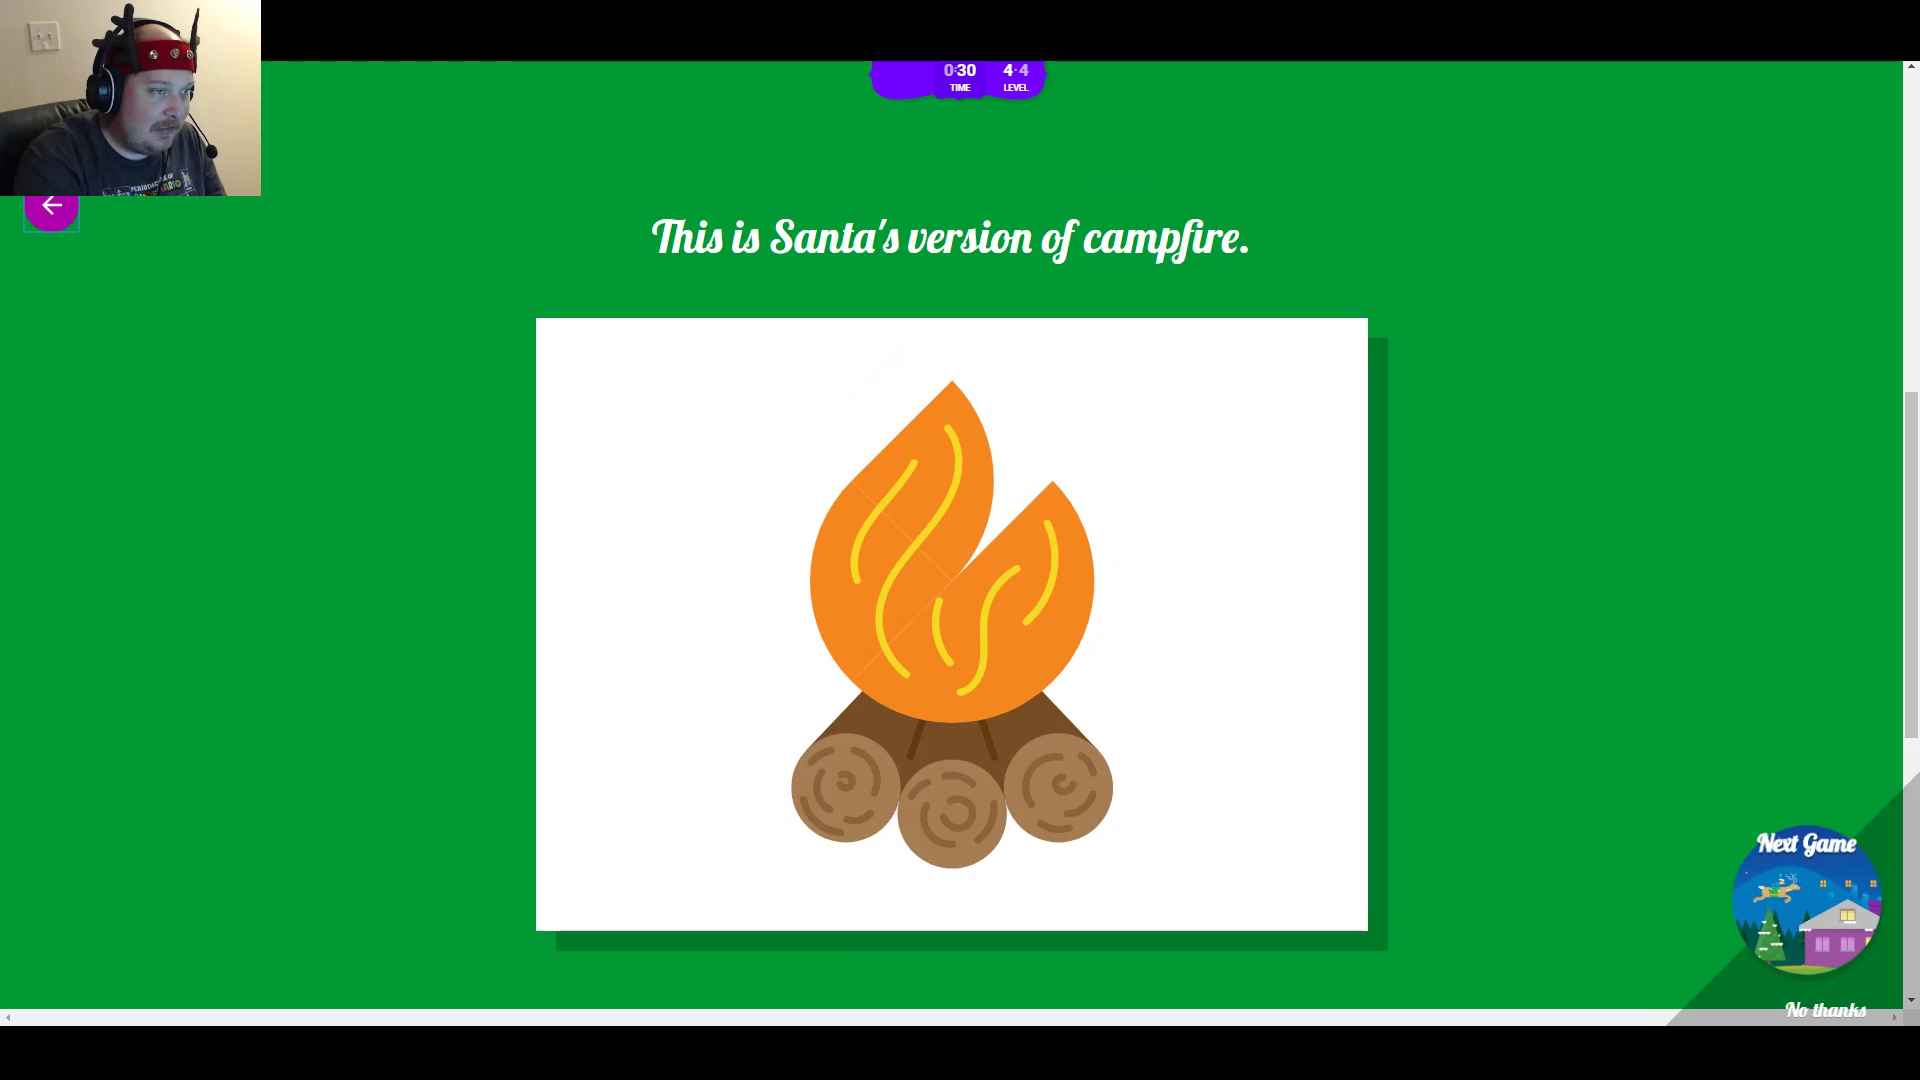 0:30
TIME
4·4
LEVEL
This is Santa's version of campfire.
Next Game
No thanks